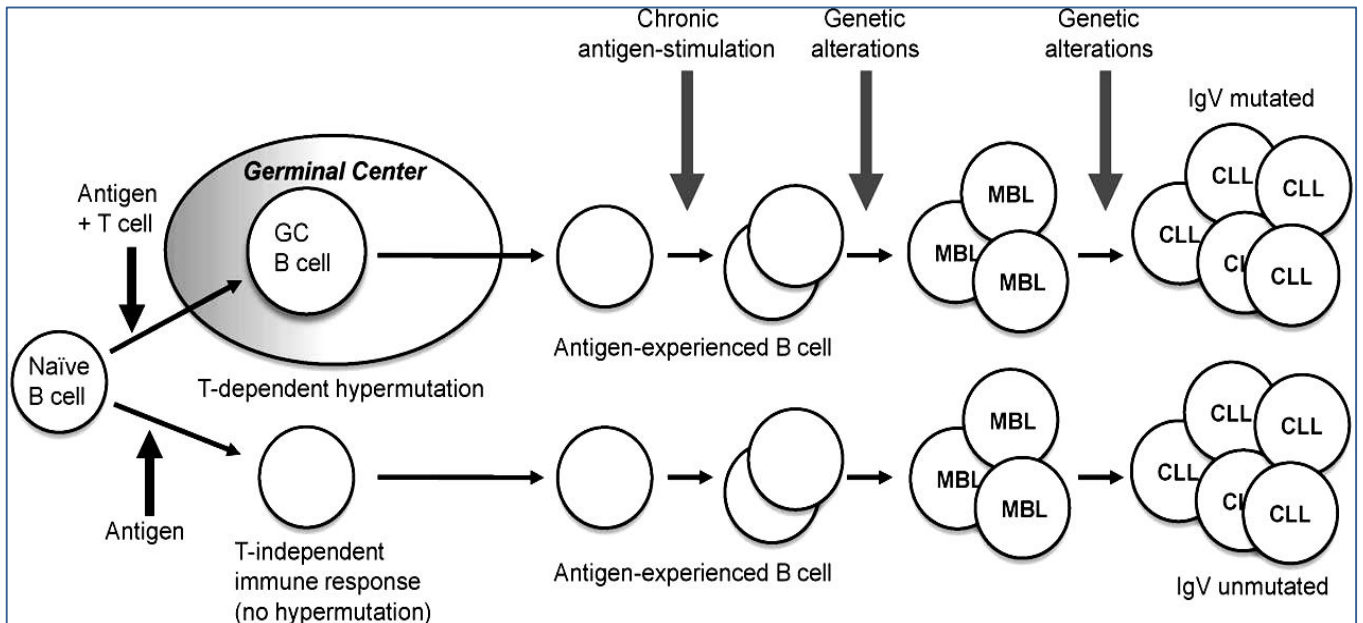 Chronic
antigen-stimulation
Genetic
alterations
Genetic
alterations
IgV mutated
Germinal Center
Antigen
+ T cell
GC
B cell
MBL
MBL
MBL
CLL
CLL
CLL
CLL
Antigen-experienced B cell
Naïve
B cell
T-dependent hypermutation
MBL
MBL
MBL
CLL
CLL
CLL
CLL
Antigen
T-independent
immune response
(no hypermutation)
Antigen-experienced B cell
IgV unmutated